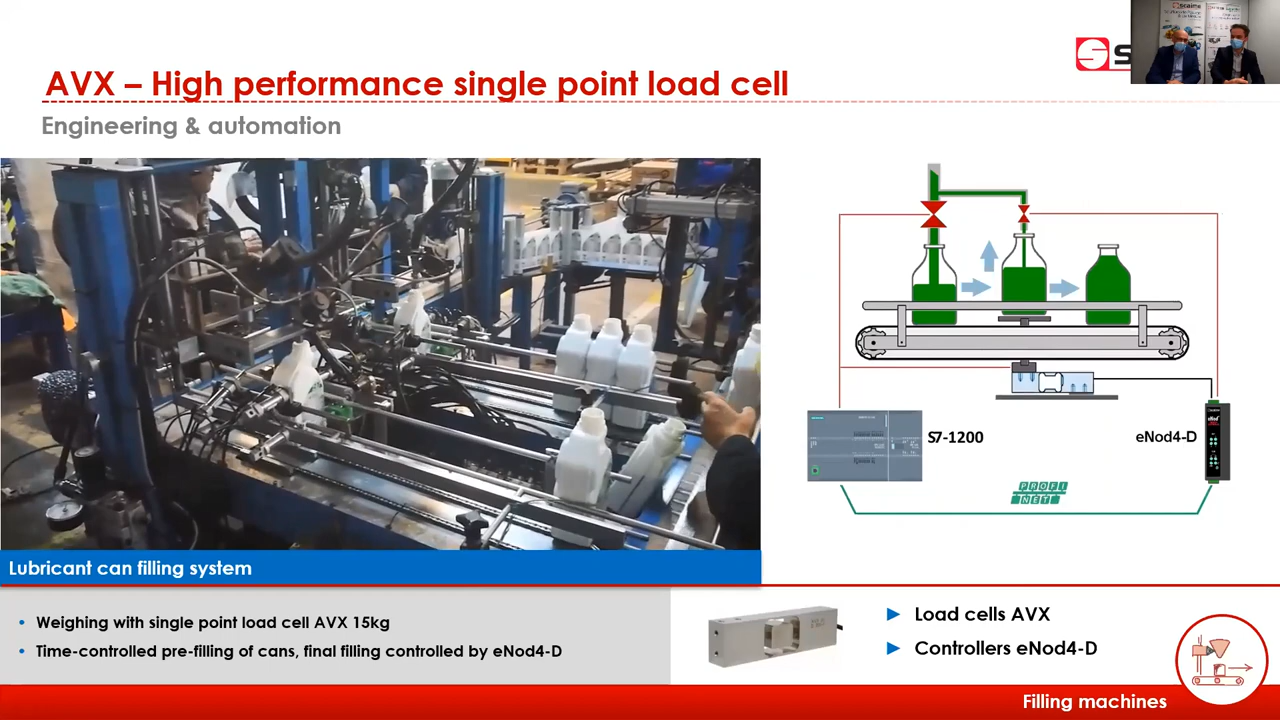 AVX – High performance single point load cell
Engineering & automation
scaime
S7-1200
eNod4-D
PROFI
NET
Lubricant can filling system
• Weighing with single point load cell AVX 15kg
• Time-controlled pre-filling of cans, final filling controlled by eNod4-D
► Load cells AVX
► Controllers eNod4-D
Filling machines